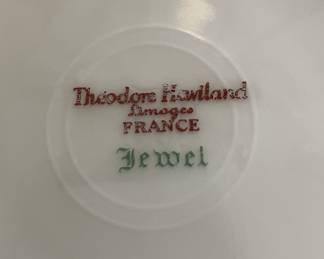 Theodore Haviland
Limoges
FRANCE
Jewel